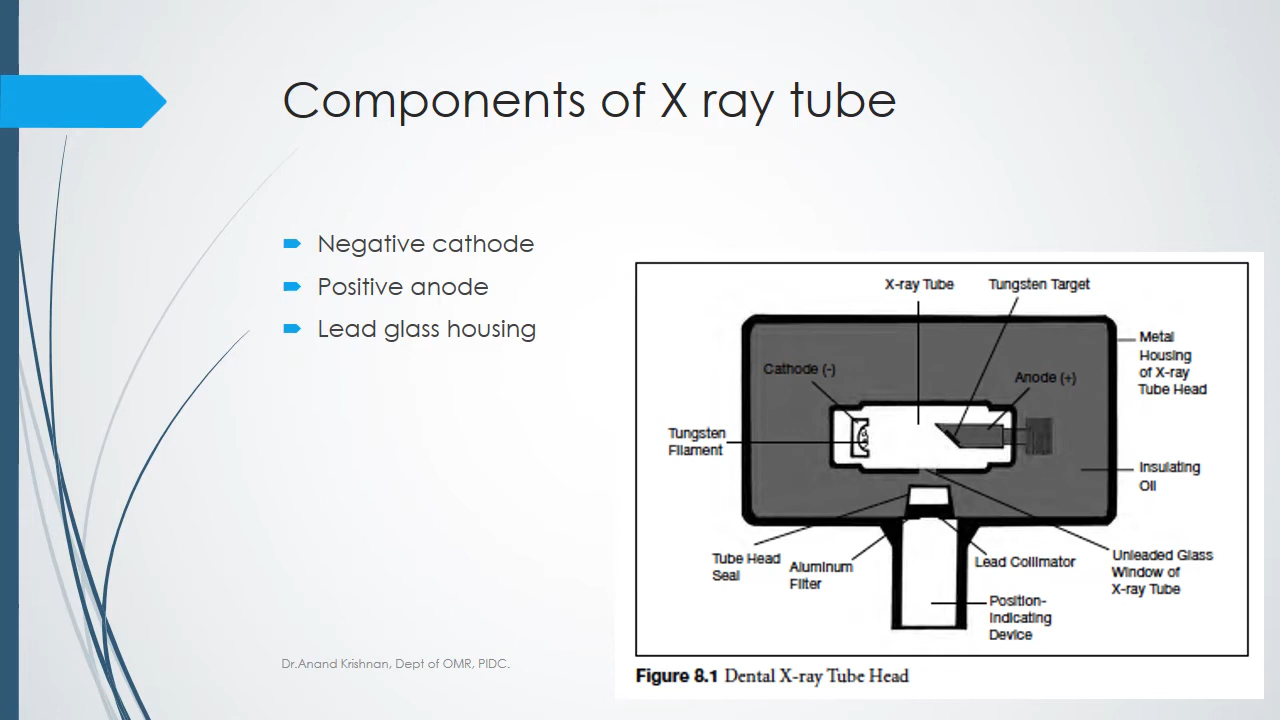 Components of X ray tube
Negative cathode
Positive anode
Lead glass housing
X-ray Tube
Tungsten Target
Metal
Housing
of X-ray
Tube Head
Cathode (-)
Anode (+)
Tungsten
Filament
Insulating
Oil
Tube Head
Seal
Aluminum
Filter
Lead Collimator
Unleaded Glass
Window of
X-ray Tube
Position-
Indicating
Device
Figure 8.1 Dental X-ray Tube Head
Dr.Anand Krishnan, Dept of OMR, PIDC.